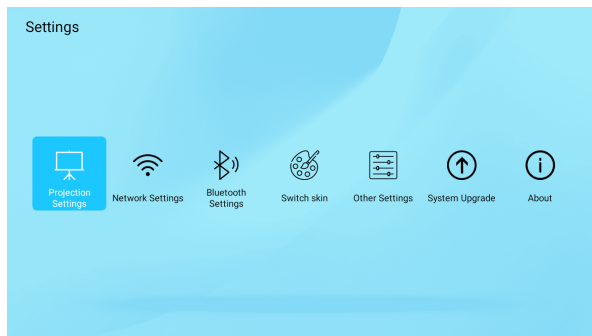 Settings
Projection
Settings
Network Settings
Bluetooth
Settings
Switch skin
Other Settings
System Upgrade
About